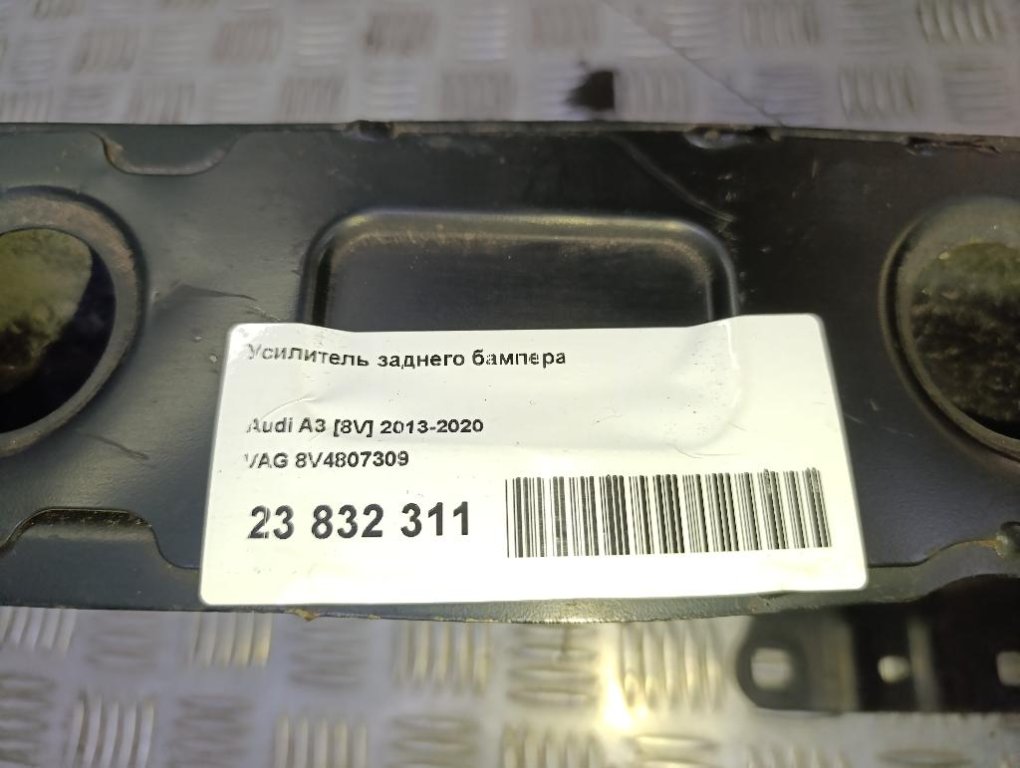 Усилитель заднего бампера
Audi A3 [8V] 2013-2020
VAG 8V4807309
23 832 311